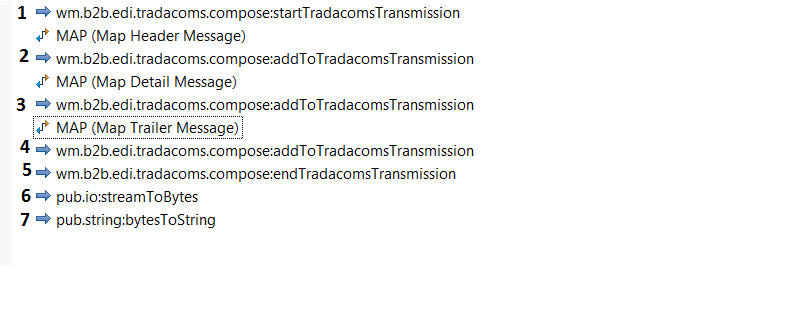 1 wm.b2b.edi.tradacoms.compose:startTradacomsTransmission
MAP (Map Header Message)
2 wm.b2b.edi.tradacoms.compose:addToTradacomsTransmission
MAP (Map Detail Message)
3 wm.b2b.edi.tradacoms.compose:addToTradacomsTransmission
MAP (Map Trailer Message)
4 wm.b2b.edi.tradacoms.compose:addToTradacomsTransmission
5 wm.b2b.edi.tradacoms.compose:endTradacomsTransmission
6 pub.io:streamToBytes
7 pub.string:bytesToString